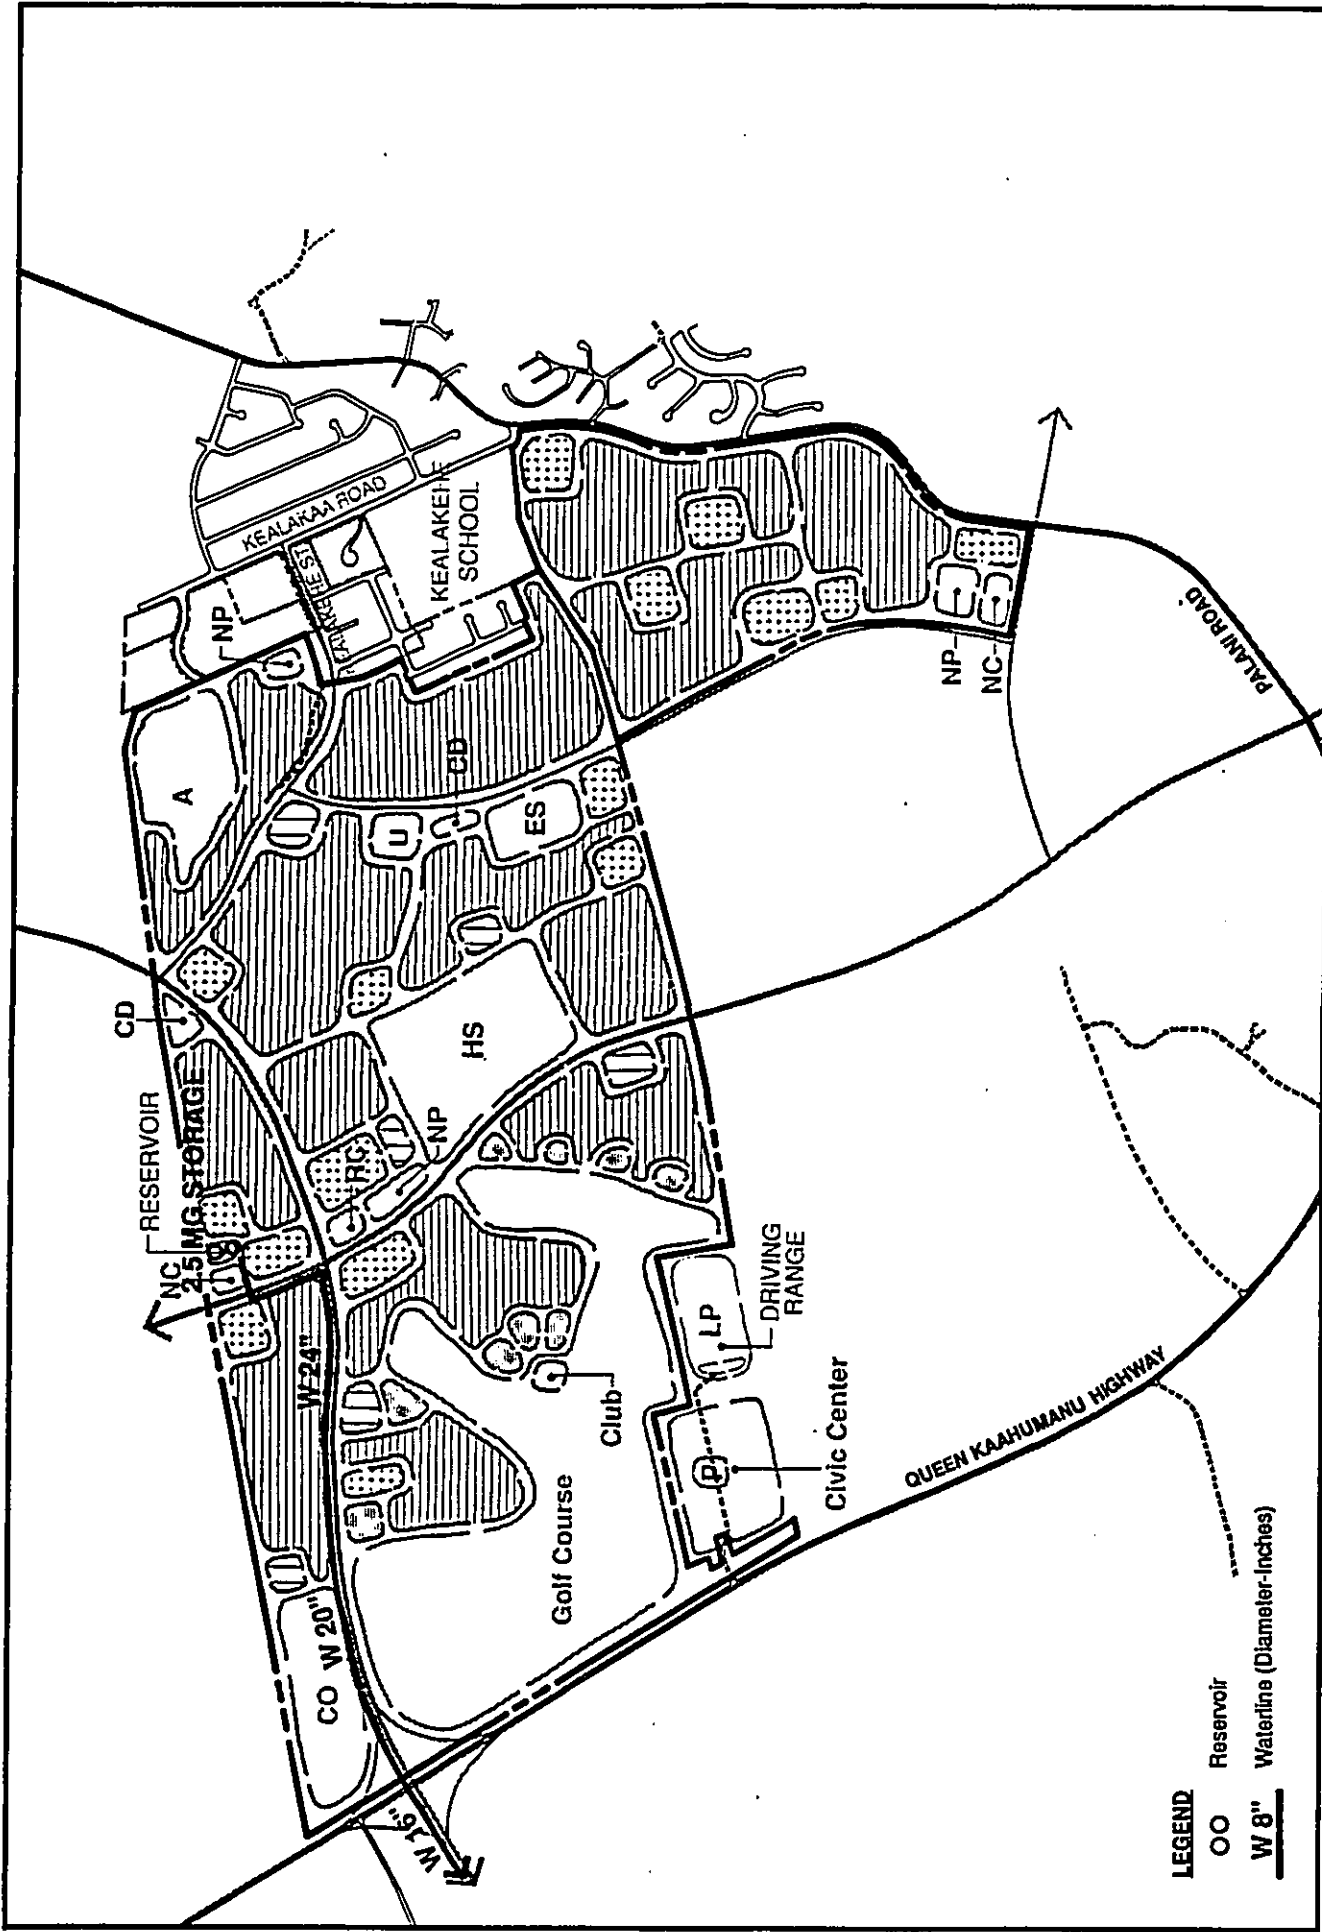 KEALAKAA ROAD
KEALAKEHE ST
KEALAKEHE
SCHOOL
NP
A
CD
U
CD
ES
NP
NC
PALANI ROAD
HS
RESERVOIR
2.5 MG STORAGE
NC
RC
NP
W 24"
LP
DRIVING
RANGE
Club
Civic Center
Golf Course
QUEEN KAAHUMANU HIGHWAY
CO
W 20"
W 16"
LEGEND
OO Reservoir
W 8" Waterline (Diameter-Inches)